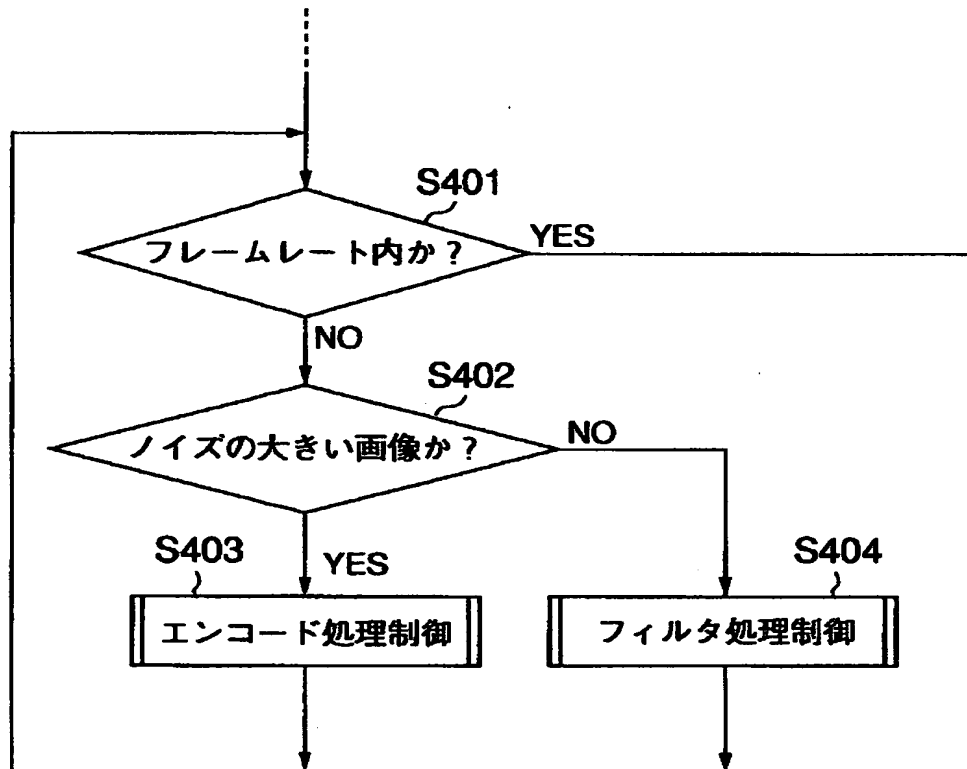 S401
フレームレート内か?
YES
NO
S402
ノイズの大きい画像か?
NO
S403
YES
S404
エンコード処理制御
フィルタ処理制御